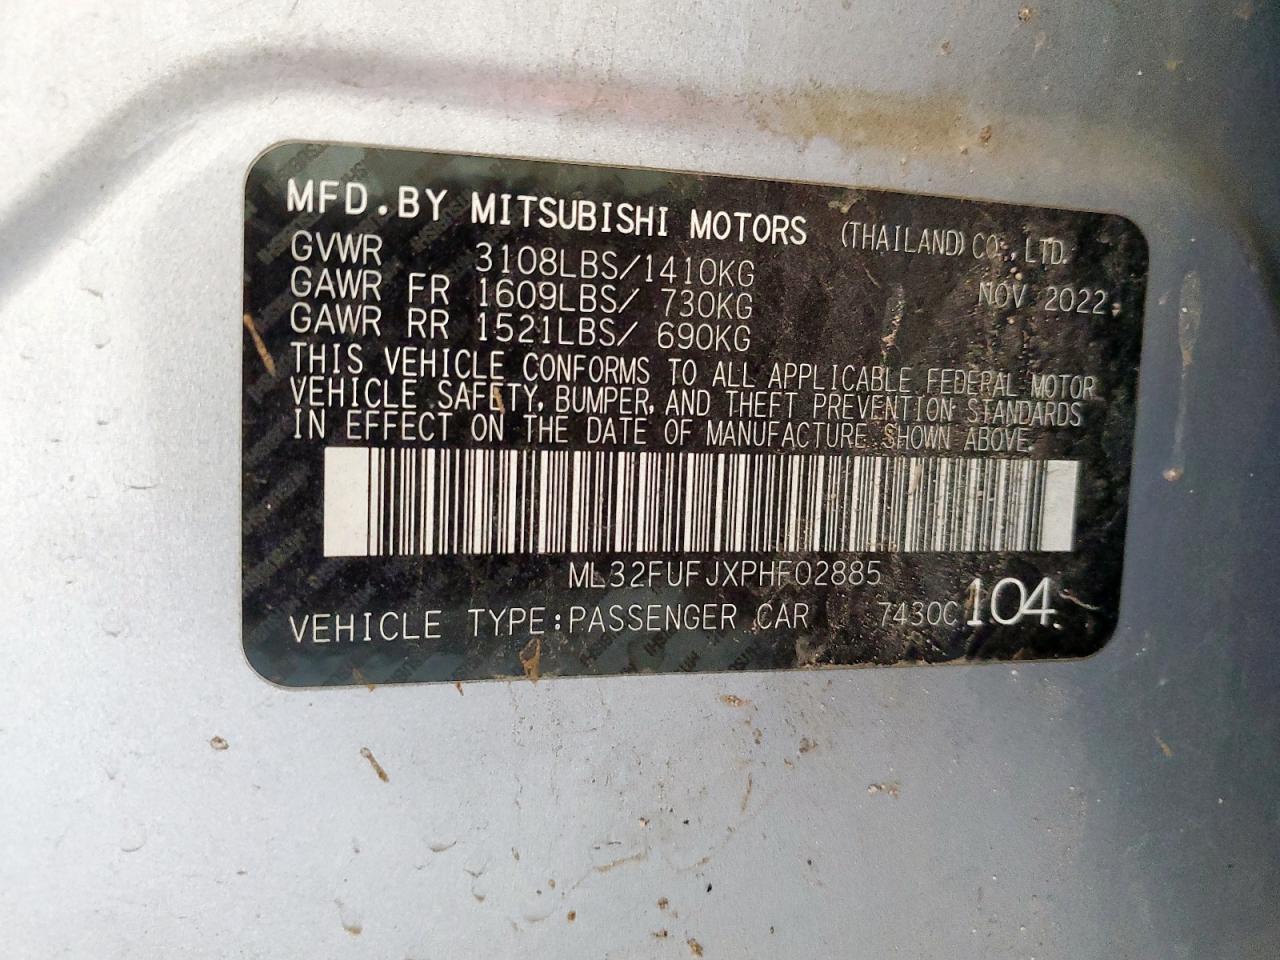 MFD.BY MITSUBISHI MOTORS (THAILAND) CO., LTD.
GVWR 3108LBS/1410KG
GAWR FR 1609LBS/ 730KG NOV 2022
GAWR RR 1521LBS/ 690KG
THIS VEHICLE CONFORMS TO ALL APPLICABLE FEDERAL MOTOR
VEHICLE SAFETY, BUMPER, AND THEFT PREVENTION STANDARDS
IN EFFECT ON THE DATE OF MANUFACTURE SHOWN ABOVE.
ML32FUFJXPHF02885
VEHICLE TYPE:PASSENGER CAR 7430C 104